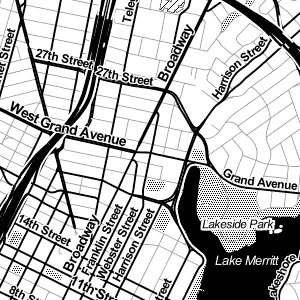 Broadway
Harrison Street
27th Street
27th Street
West Grand Avenue
Grand Avenue
Lakeside Park
14th Street
Broadway
Franklin Street
Webster Street
Harrison Street
Lake Merritt
8th Street
11th